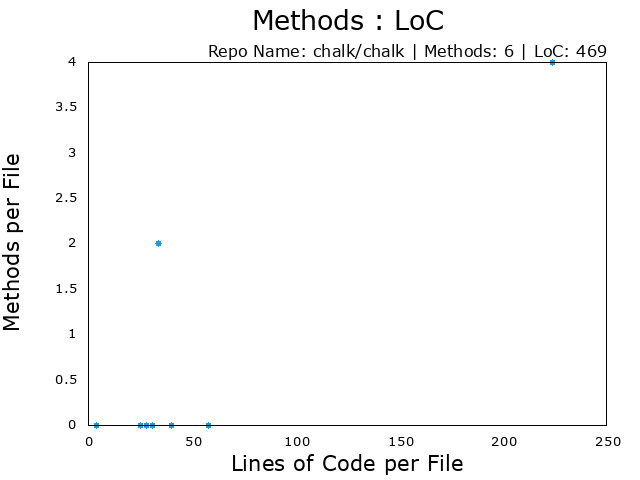 Methods : LoC
Repo Name: chalk/chalk | Methods: 6 | LoC: 469
4
3.5
3
2.5
2
1.5
1
0.5
0
Methods per File
0 50 100 150 200 250
Lines of Code per File